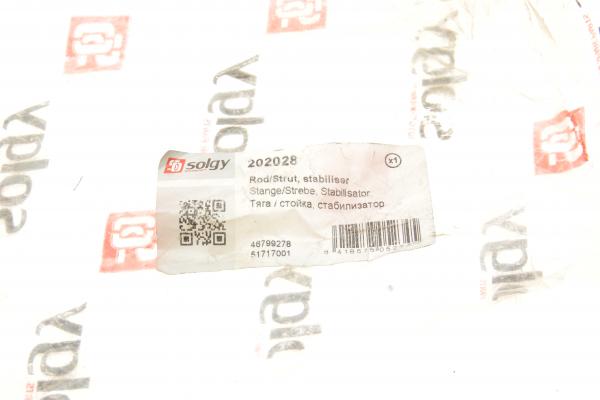 solgy
202028
x1
Rod/Strut, stabiliser
Stange/Strebe, Stabilisator
Тяга / стойка, стабилизатор
46799278
51717001
solgy
solgy
solgy
solgy
solgy
solgy